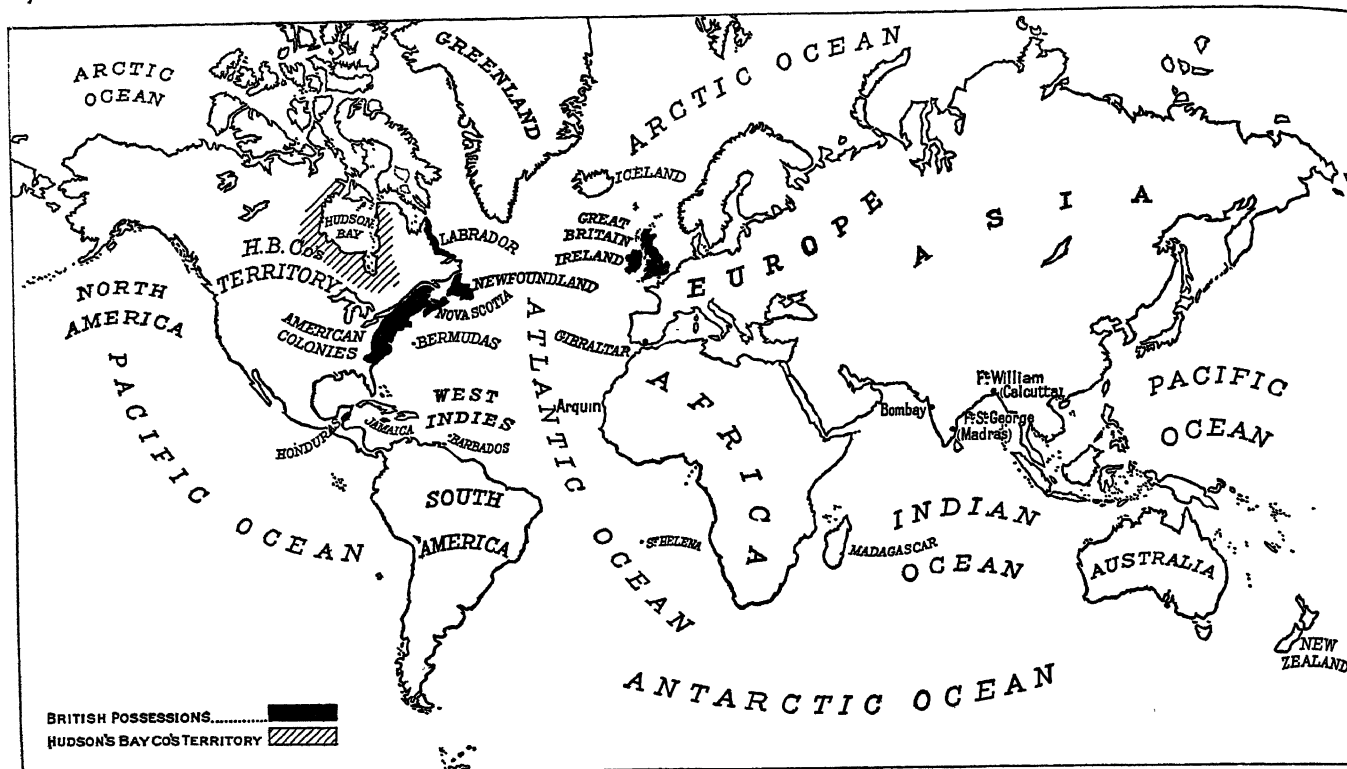 ARCTIC
OCEAN
GREENLAND
ARCTIC OCEAN
ICELAND
HUDSON
BAY
LABRADOR
GREAT
BRITAIN
IRELAND
EUROPE
ASIA
H.B. Co's
TERRITORY
NEWFOUNDLAND
NOVA SCOTIA
NORTH
AMERICA
AMERICAN
COLONIES
BERMUDAS
GIBRALTAR
ATLANTIC OCEAN
PACIFIC OCEAN
WEST
INDIES
JAMAICA
HONDURAS
BARBADOS
Arquin
AFRICA
Bombay
Ft. William
(Calcutta)
Ft. St. George
(Madras)
PACIFIC
OCEAN
SOUTH
AMERICA
St HELENA
MADAGASCAR
INDIAN
OCEAN
AUSTRALIA
NEW
ZEALAND
ANTARCTIC OCEAN
BRITISH POSSESSIONS............
HUDSON'S BAY CO'S TERRITORY